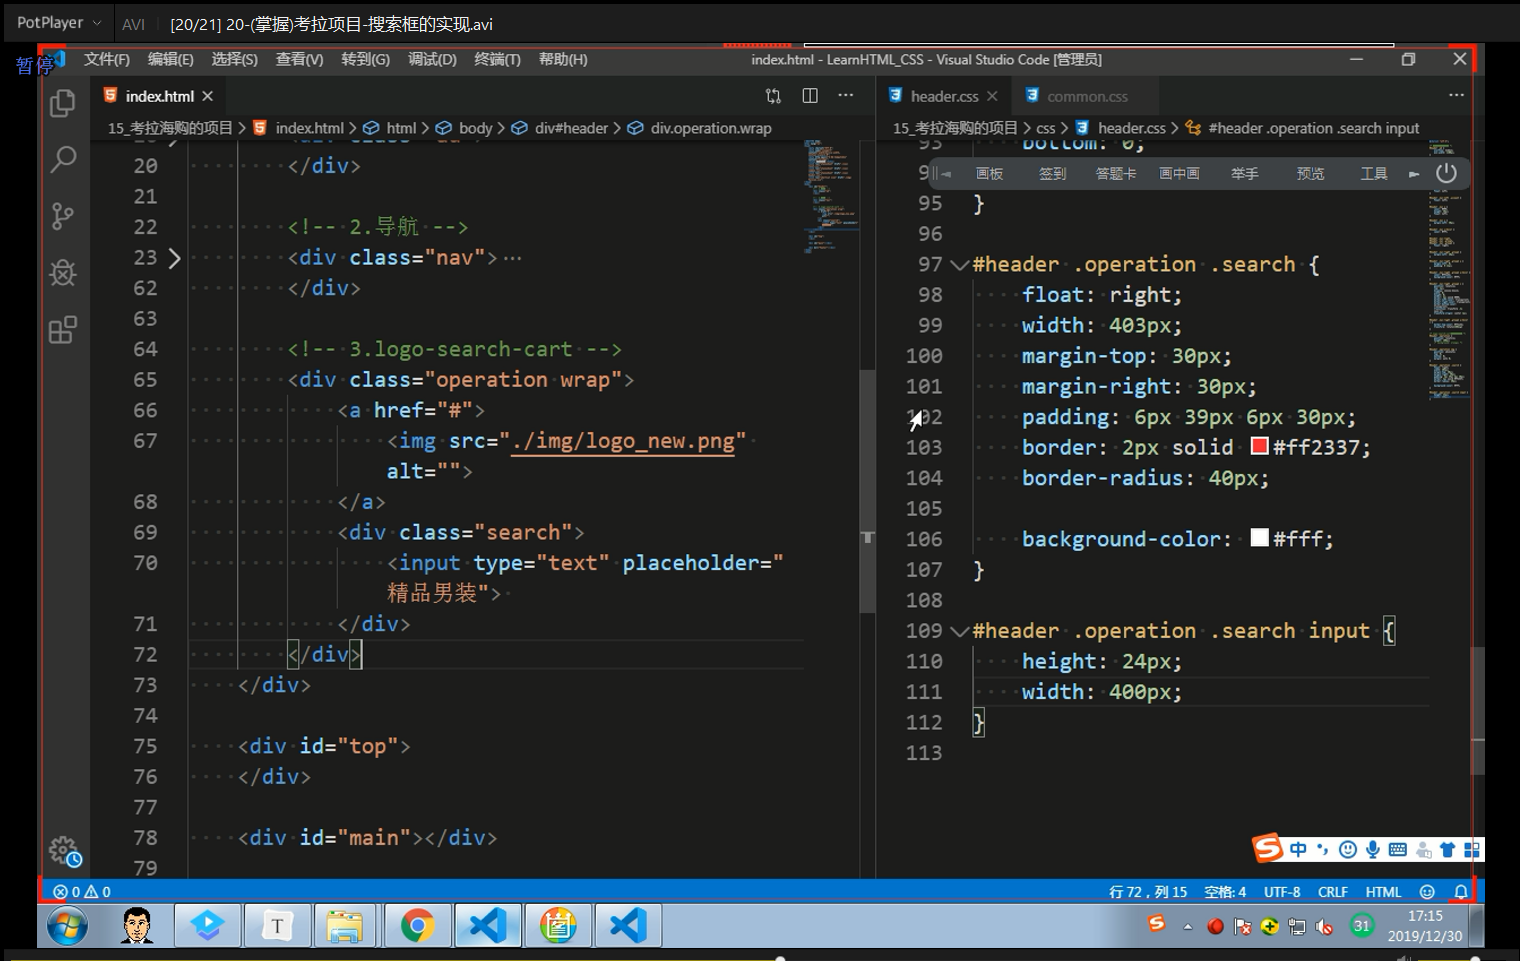 PotPlayer AVI [20/21] 20-(掌握)考拉项目-搜索框的实现.avi
暂停
文件(F) 编辑(E) 选择(S) 查看(V) 转到(G) 调试(D) 终端(T) 帮助(H) index.html - LearnHTML_CSS - Visual Studio Code [管理员]
index.html
15_考拉海购的项目 > index.html > html > body > div#header > div.operation.wrap
20 </div>
21
22 <!-- 2.导航 -->
23 <div class="nav">…
62 </div>
63
64 <!-- 3.logo-search-cart -->
65 <div class="operation wrap">
66 <a href="#">
67 <img src="./img/logo_new.png"
alt="">
68 </a>
69 <div class="search">
70 <input type="text" placeholder="
精品男装">
71 </div>
72 </div>
73 </div>
74
75 <div id="top">
76 </div>
77
78 <div id="main"></div>
79
header.css common.css
15_考拉海购的项目 > css > header.css > #header .operation .search input
93 bottom: 0;
画板 签到 答题卡 画中画 举手 预览 工具
95 }
96
97 #header .operation .search {
98 float: right;
99 width: 403px;
100 margin-top: 30px;
101 margin-right: 30px;
102 padding: 6px 39px 6px 30px;
103 border: 2px solid #ff2337;
104 border-radius: 40px;
105
106 background-color: #fff;
107 }
108
109 #header .operation .search input {
110 height: 24px;
111 width: 400px;
112 }
113
中
0 0 行 72，列 15 空格: 4 UTF-8 CRLF HTML
T 31 17:15
2019/12/30